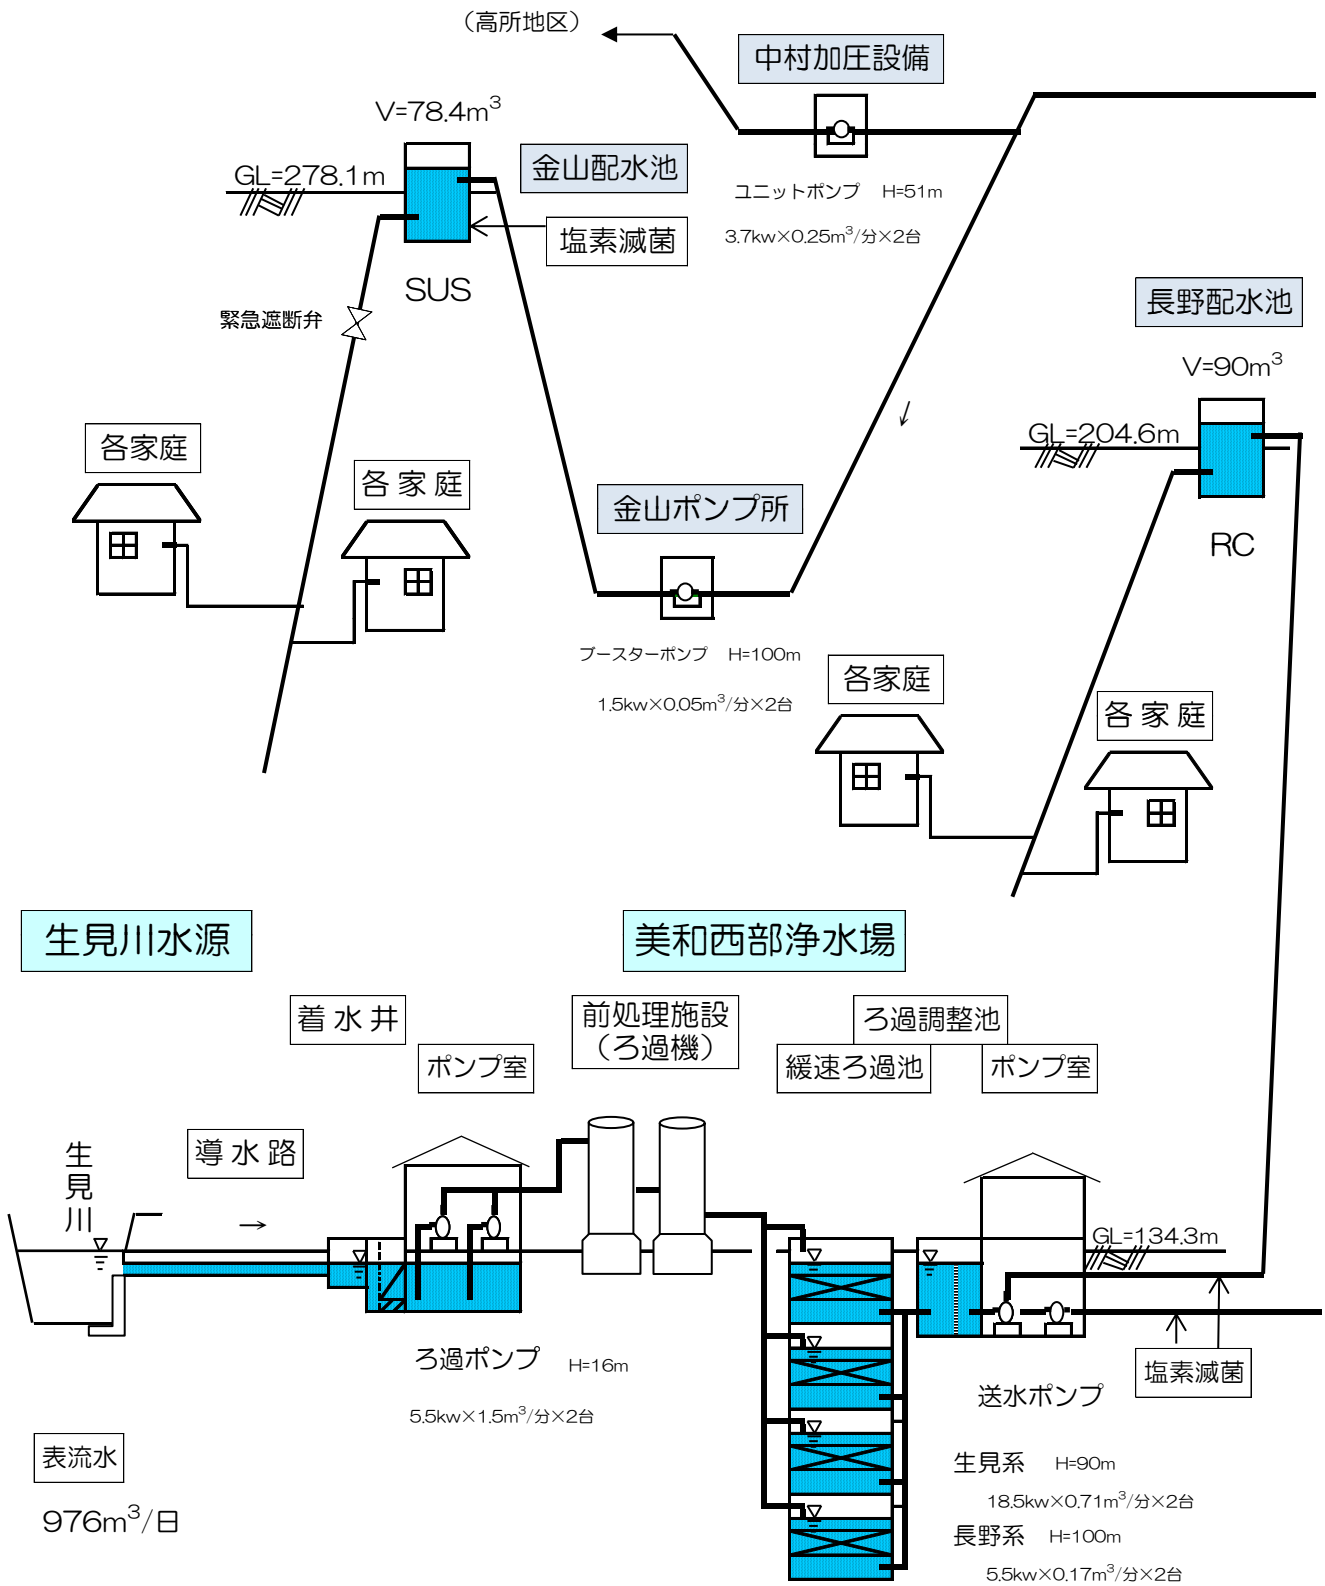 （高所地区）
中村加圧設備
V=78.4m³
金山配水池
GL=278.1m
ユニットポンプ H=51m
塩素滅菌
3.7kw×0.25m³/分×2台
SUS
長野配水池
緊急遮断弁
V=90m³
各家庭
GL=204.6m
各家庭
金山ポンプ所
RC
ブースターポンプ H=100m
各家庭
1.5kw×0.05m³/分×2台
各家庭
生見川水源
美和西部浄水場
着水井
前処理施設
（ろ過機）
ろ過調整池
ポンプ室
緩速ろ過池
ポンプ室
導水路
生見川
GL=134.3m
ろ過ポンプ H=16m
塩素滅菌
5.5kw×1.5m³/分×2台
送水ポンプ
表流水
生見系 H=90m
976m³/日
18.5kw×0.71m³/分×2台
長野系 H=100m
5.5kw×0.17m³/分×2台